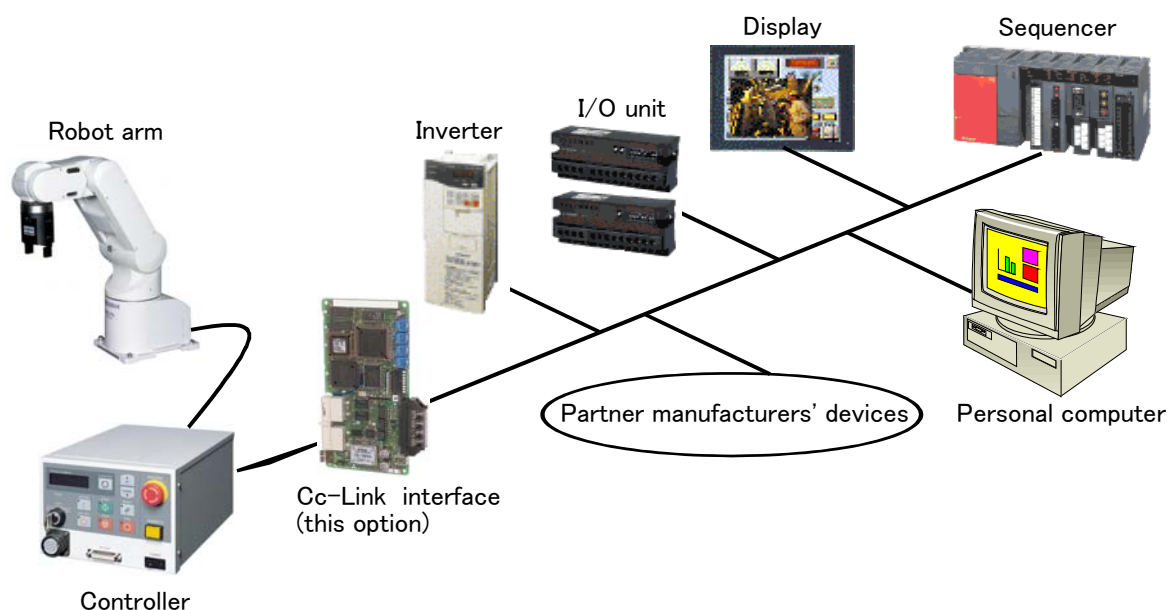 Display
Sequencer
I/O unit
Robot arm
Inverter
Partner manufacturers' devices
Personal computer
Cc-Link interface
(this option)
Controller